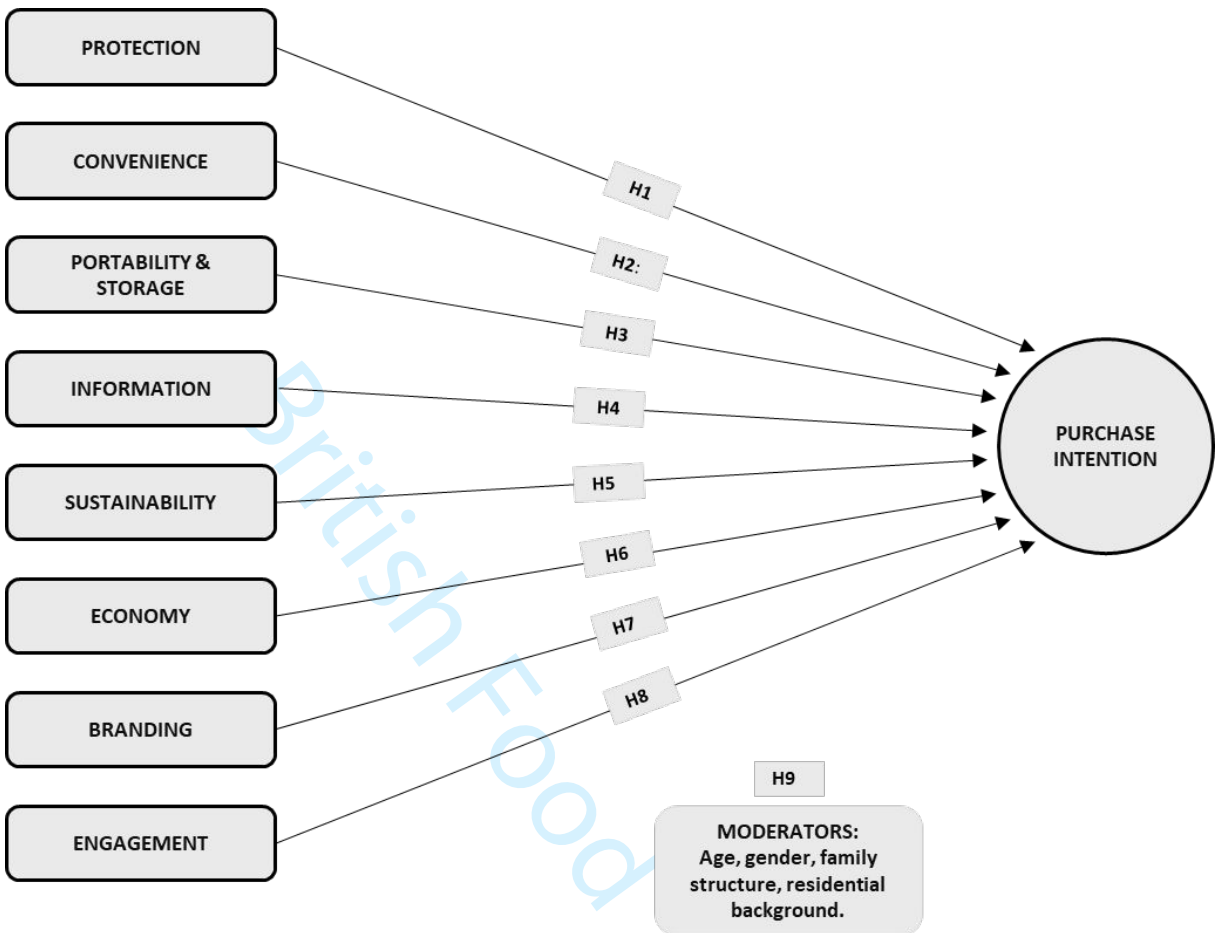 PROTECTION
H1
CONVENIENCE
H2:
PORTABILITY &
STORAGE
H3
INFORMATION
H4
PURCHASE
INTENTION
SUSTAINABILITY
H5
ECONOMY
H6
BRANDING
H7
ENGAGEMENT
H8
H9
MODERATORS:
Age, gender, family
structure, residential
background.
British Food